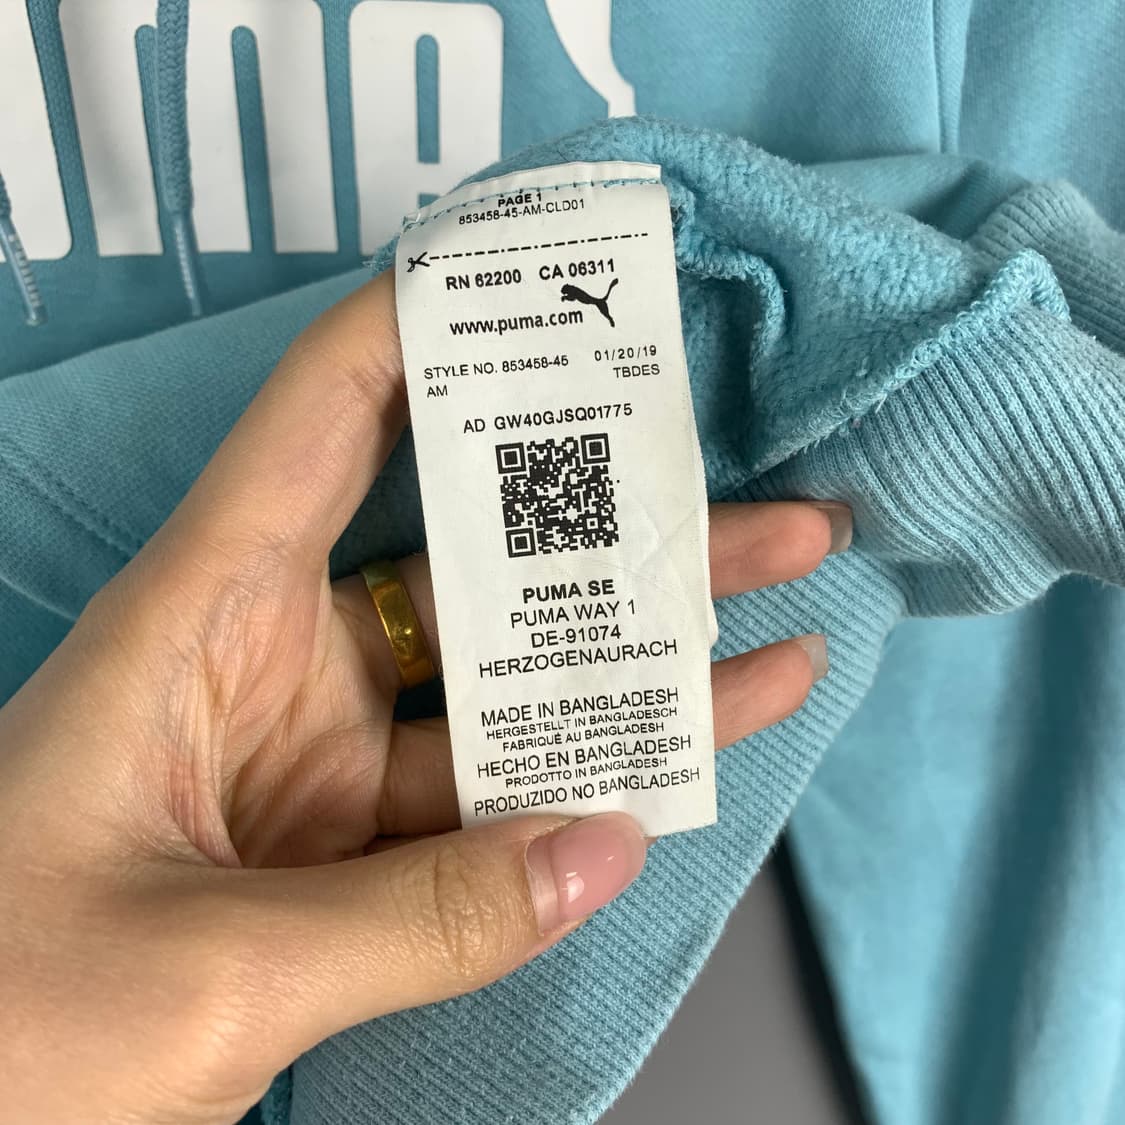 PUMA
PAGE 1
853458-45-AM-CLD01
RN 62200 CA 06311
www.puma.com
STYLE NO. 853458-45 01/20/19
AM TBDES
AD GW40GJSQ01775
PUMA SE
PUMA WAY 1
DE-91074
HERZOGENAURACH
MADE IN BANGLADESH
HERGESTELLT IN BANGLADESCH
FABRIQUÉ AU BANGLADESH
HECHO EN BANGLADESH
PRODOTTO IN BANGLADESH
PRODUZIDO NO BANGLADESH